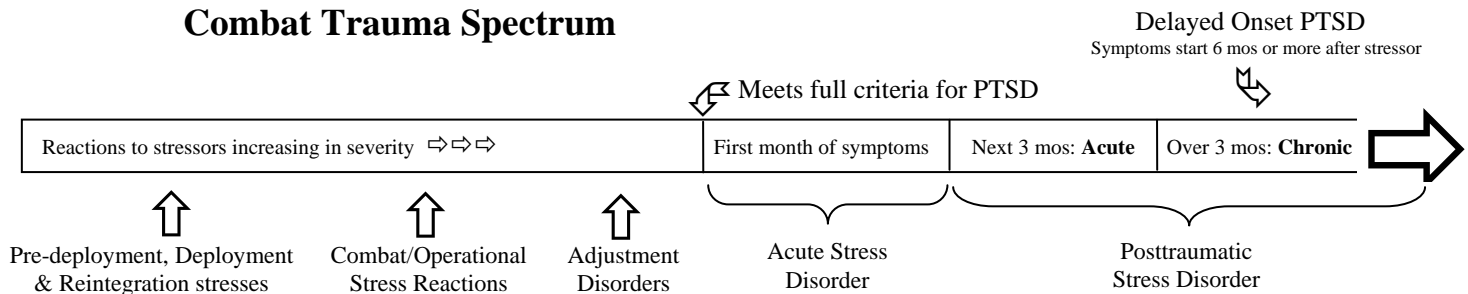 Combat Trauma Spectrum
Delayed Onset PTSD
Symptoms start 6 mos or more after stressor
Meets full criteria for PTSD
Reactions to stressors increasing in severity ⇨⇨⇨
First month of symptoms
Next 3 mos: Acute
Over 3 mos: Chronic
Pre-deployment, Deployment
& Reintegration stresses
Combat/Operational
Stress Reactions
Adjustment
Disorders
Acute Stress
Disorder
Posttraumatic
Stress Disorder